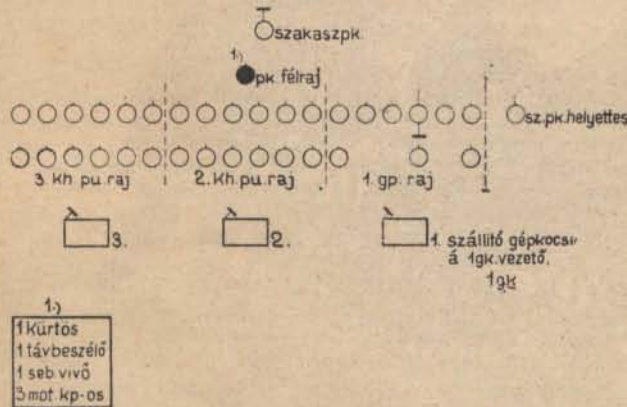 szakaszpk.
1.)
pk. félraj
sz.pk.helyettes
3. kh. pu. raj
2. kh. pu. raj
1. gp. raj
3.
2.
1. szállító gépkocsi
á 1gk. vezető.
1gk
1.)
1 kürtös
1 távbeszélő
1 seb vivő
3 mot. kp-os